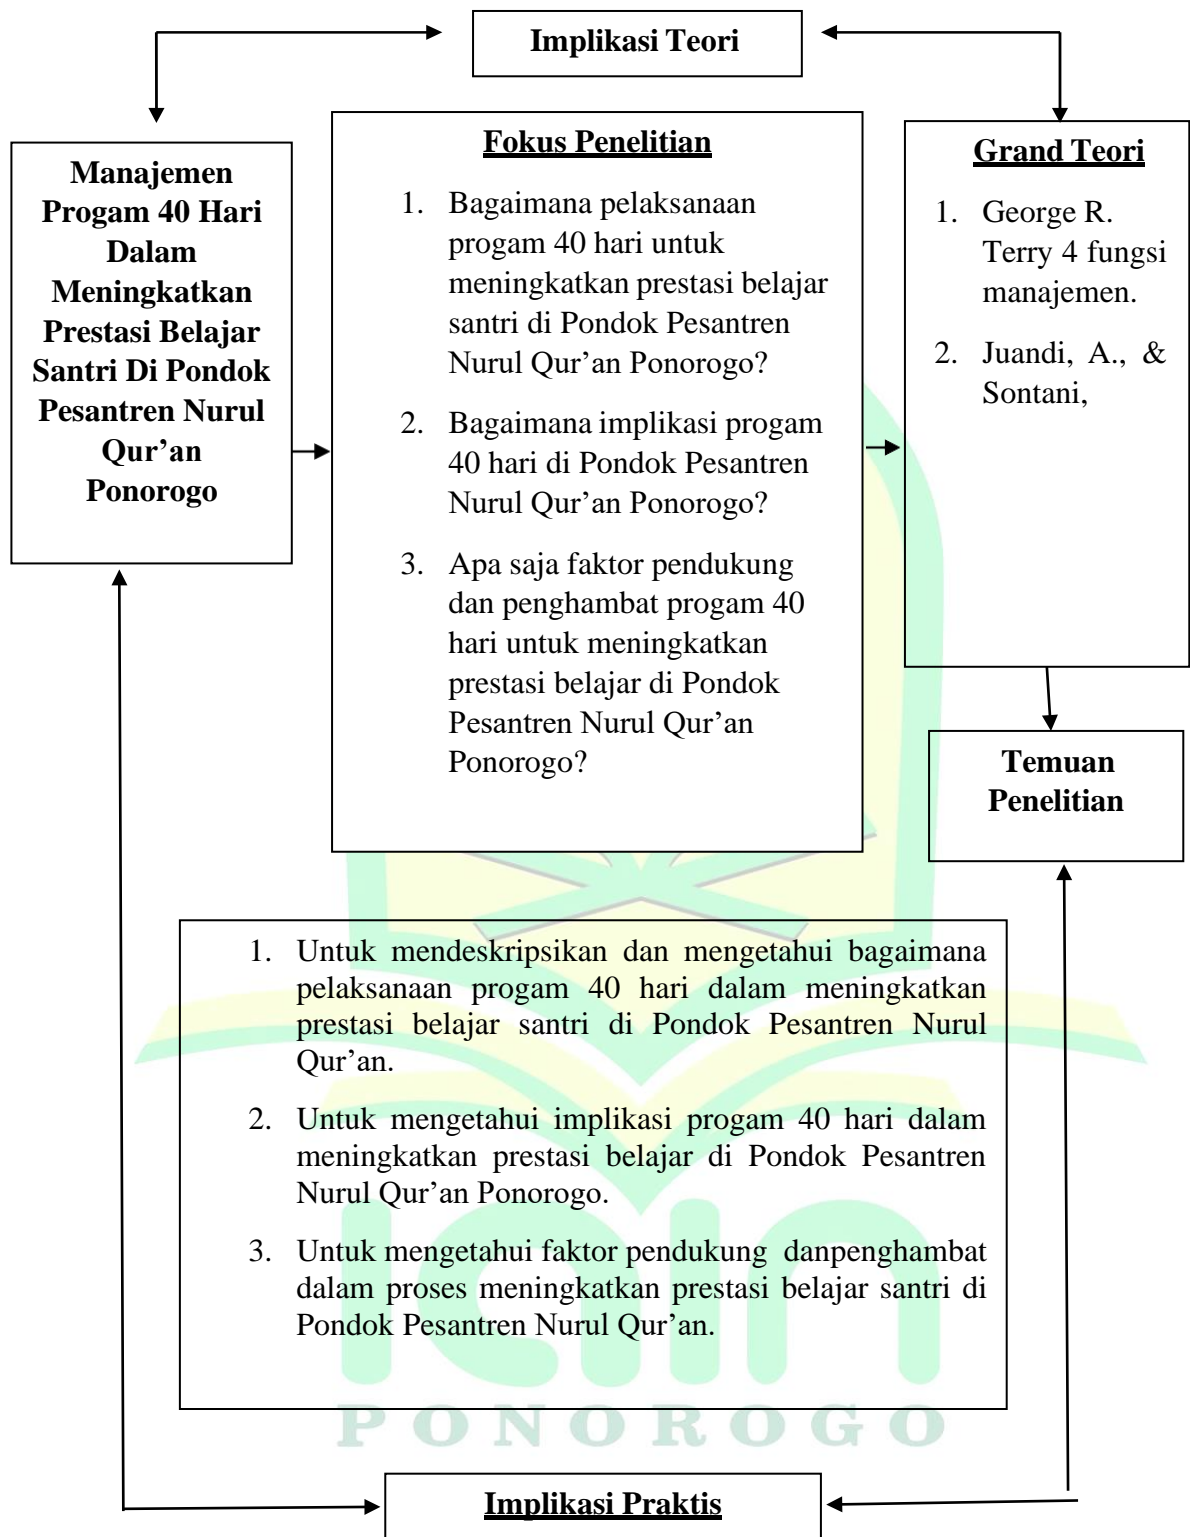 Implikasi Teori
Manajemen
Progam 40 Hari
Dalam
Meningkatkan
Prestasi Belajar
Santri Di Pondok
Pesantren Nurul
Qur’an
Ponorogo
Fokus Penelitian
1. Bagaimana pelaksanaan
progam 40 hari untuk
meningkatkan prestasi belajar
santri di Pondok Pesantren
Nurul Qur’an Ponorogo?
2. Bagaimana implikasi progam
40 hari di Pondok Pesantren
Nurul Qur’an Ponorogo?
3. Apa saja faktor pendukung
dan penghambat progam 40
hari untuk meningkatkan
prestasi belajar di Pondok
Pesantren Nurul Qur’an
Ponorogo?
Grand Teori
1. George R.
Terry 4 fungsi
manajemen.
2. Juandi, A., &
Sontani,
Temuan
Penelitian
1. Untuk mendeskripsikan dan mengetahui bagaimana
pelaksanaan progam 40 hari dalam meningkatkan
prestasi belajar santri di Pondok Pesantren Nurul
Qur’an.
2. Untuk mengetahui implikasi progam 40 hari dalam
meningkatkan prestasi belajar di Pondok Pesantren
Nurul Qur’an Ponorogo.
3. Untuk mengetahui faktor pendukung danpenghambat
dalam proses meningkatkan prestasi belajar santri di
Pondok Pesantren Nurul Qur’an.
iain
PONOROGO
Implikasi Praktis